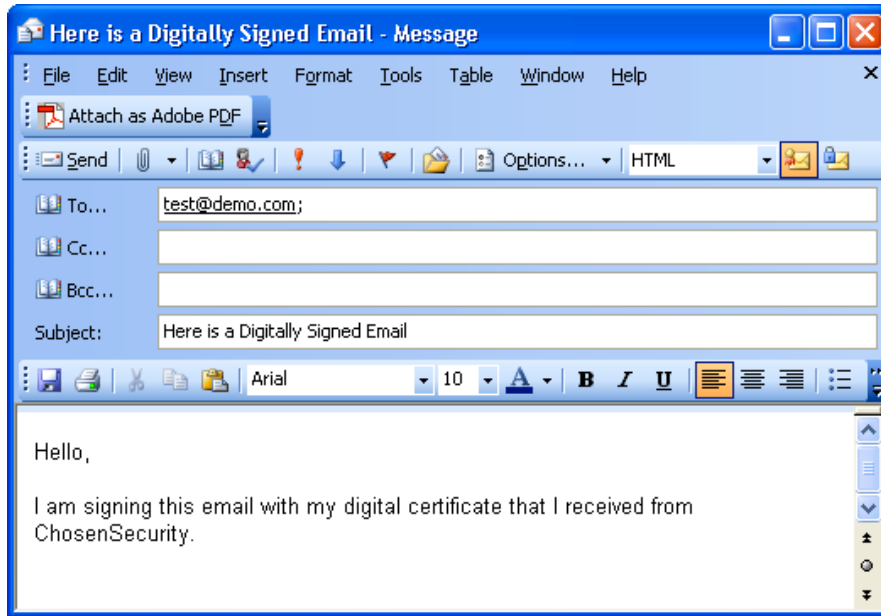 Here is a Digitally Signed Email - Message
File Edit View Insert Format Tools Table Window Help
Attach as Adobe PDF
Send Options... HTML
To... test@demo.com;
Cc...
Bcc...
Subject: Here is a Digitally Signed Email
Arial 10 A B I U
Hello,
I am signing this email with my digital certificate that I received from
ChosenSecurity.